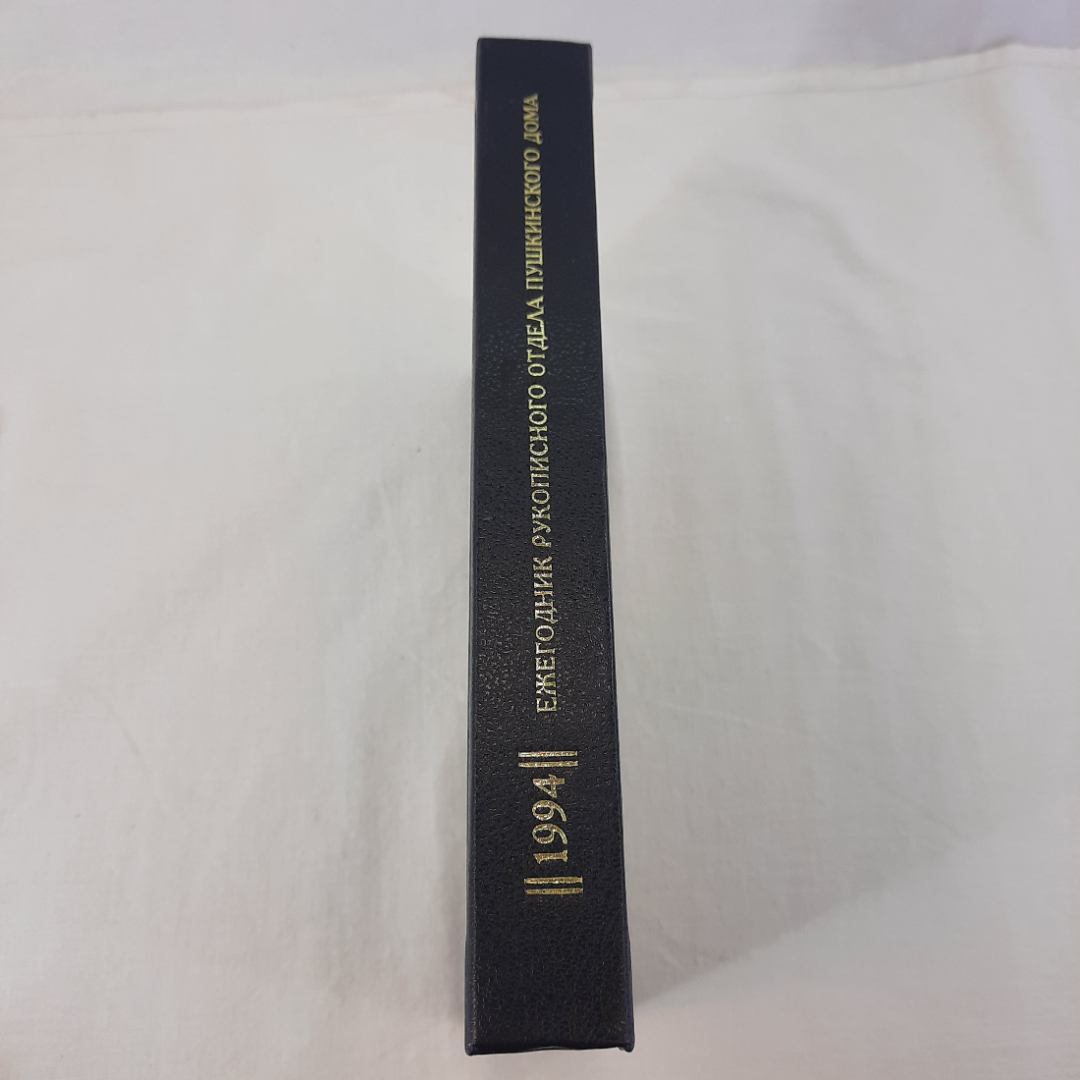 1994
ЕЖЕГОДНИК РУКОПИСНОГО ОТДЕЛА ПУШКИНСКОГО ДОМА